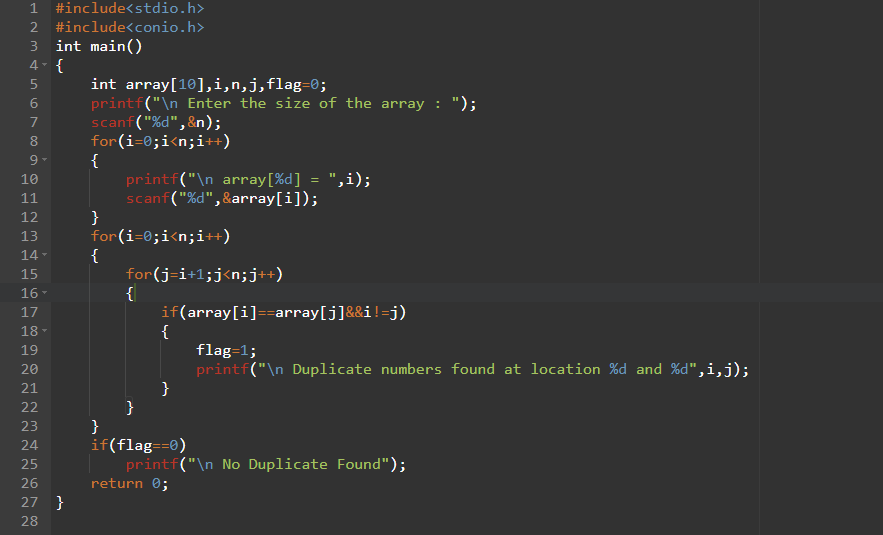 1 #include<stdio.h>
2 #include<conio.h>
3 int main()
4 {
5     int array[10],i,n,j,flag=0;
6     printf("\n Enter the size of the array : ");
7     scanf("%d",&n);
8     for(i=0;i<n;i++)
9     {
10         printf("\n array[%d] = ",i);
11         scanf("%d",&array[i]);
12     }
13     for(i=0;i<n;i++)
14     {
15         for(j=i+1;j<n;j++)
16         {
17             if(array[i]==array[j]&&i!=j)
18             {
19                 flag=1;
20                 printf("\n Duplicate numbers found at location %d and %d",i,j);
21             }
22         }
23     }
24     if(flag==0)
25         printf("\n No Duplicate Found");
26     return 0;
27 }
28